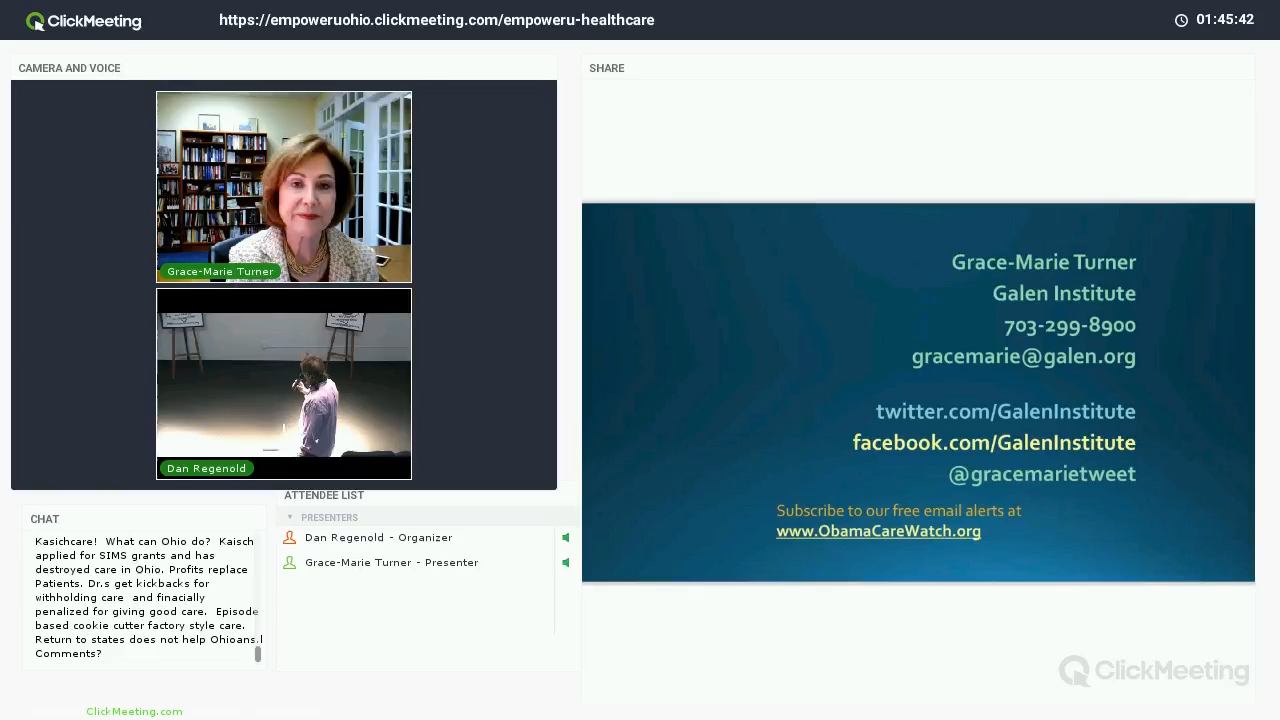 ClickMeeting
https://empoweruohio.clickmeeting.com/empoweru-healthcare
01:45:42
CAMERA AND VOICE
Grace-Marie Turner
Dan Regenold
CHAT
Kasichcare! What can Ohio do? Kaisch
applied for SIMS grants and has
destroyed care in Ohio. Profits replace
Patients. Dr.s get kickbacks for
withholding care and finacially
penalized for giving good care. Episode
based cookie cutter factory style care.
Return to states does not help Ohioans.
Comments?
ATTENDEE LIST
PRESENTERS
Dan Regenold - Organizer
Grace-Marie Turner - Presenter
SHARE
Grace-Marie Turner
Galen Institute
703-299-8900
gracemarie@galen.org
twitter.com/GalenInstitute
facebook.com/GalenInstitute
@gracemarietweet
Subscribe to our free email alerts at
www.ObamaCareWatch.org
ClickMeeting
ClickMeeting.com